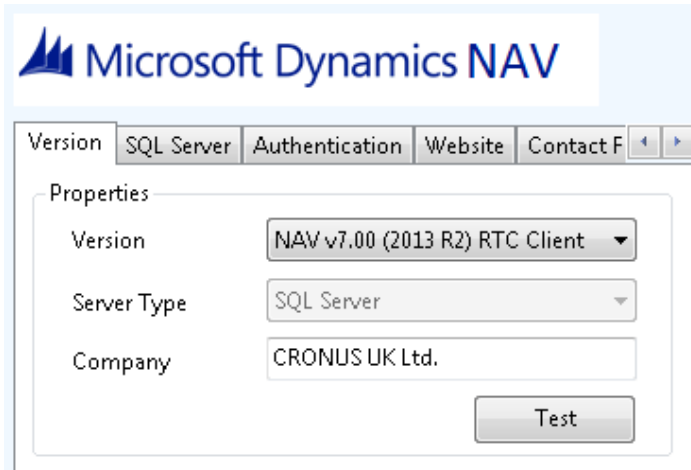 Microsoft Dynamics NAV
Version SQL Server Authentication Website Contact F
Properties
Version NAV v7.00 (2013 R2) RTC Client
Server Type SQL Server
Company CRONUS UK Ltd.
Test